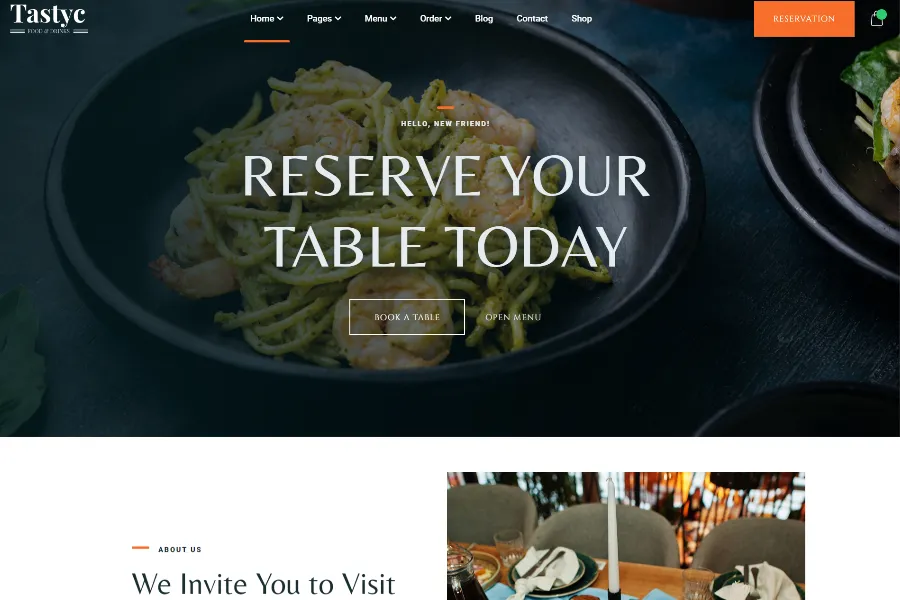 Tastyc
FOOD & DRINKS
Home
Pages
Menu
Order
Blog
Contact
Shop
RESERVATION
HELLO, NEW FRIEND!
RESERVE YOUR
TABLE TODAY
BOOK A TABLE
OPEN MENU
ABOUT US
We Invite You to Visit